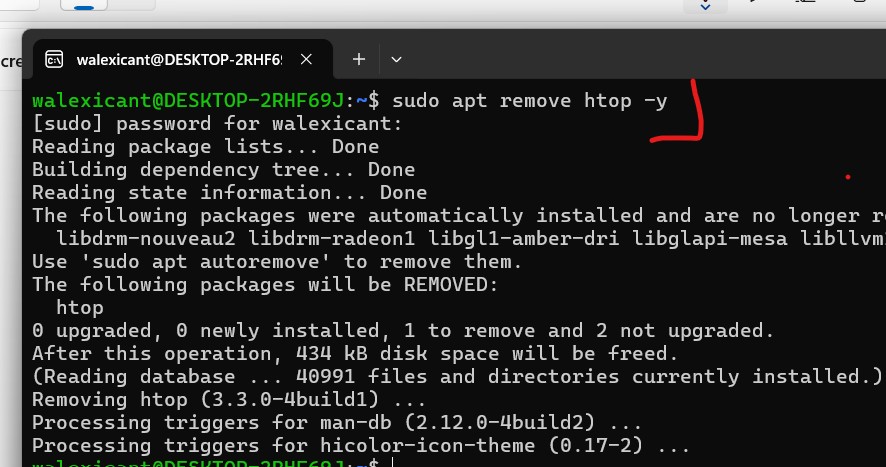 cre
walexicant@DESKTOP-2RHF69
walexicant@DESKTOP-2RHF69J:~$ sudo apt remove htop -y
[sudo] password for walexicant:
Reading package lists... Done
Building dependency tree... Done
Reading state information... Done
The following packages were automatically installed and are no longer
libdrm-nouveau2 libdrm-radeon1 libgl1-amber-dri libglapi-mesa
Use 'sudo apt autoremove' to remove them.
The following packages will be REMOVED:
htop
0 upgraded, 0 newly installed, 1 to remove and 2 not upgraded.
After this operation, 434 kB disk space will be freed.
(Reading database ... 40991 files and directories currently installed.)
Removing htop (3.3.0-4build1) ...
Processing triggers for man-db (2.12.0-4build2) ...
Processing triggers for hicolor-icon-theme (0.17-2) ...
walexicant@DESKTOP-2RHF69J:~$